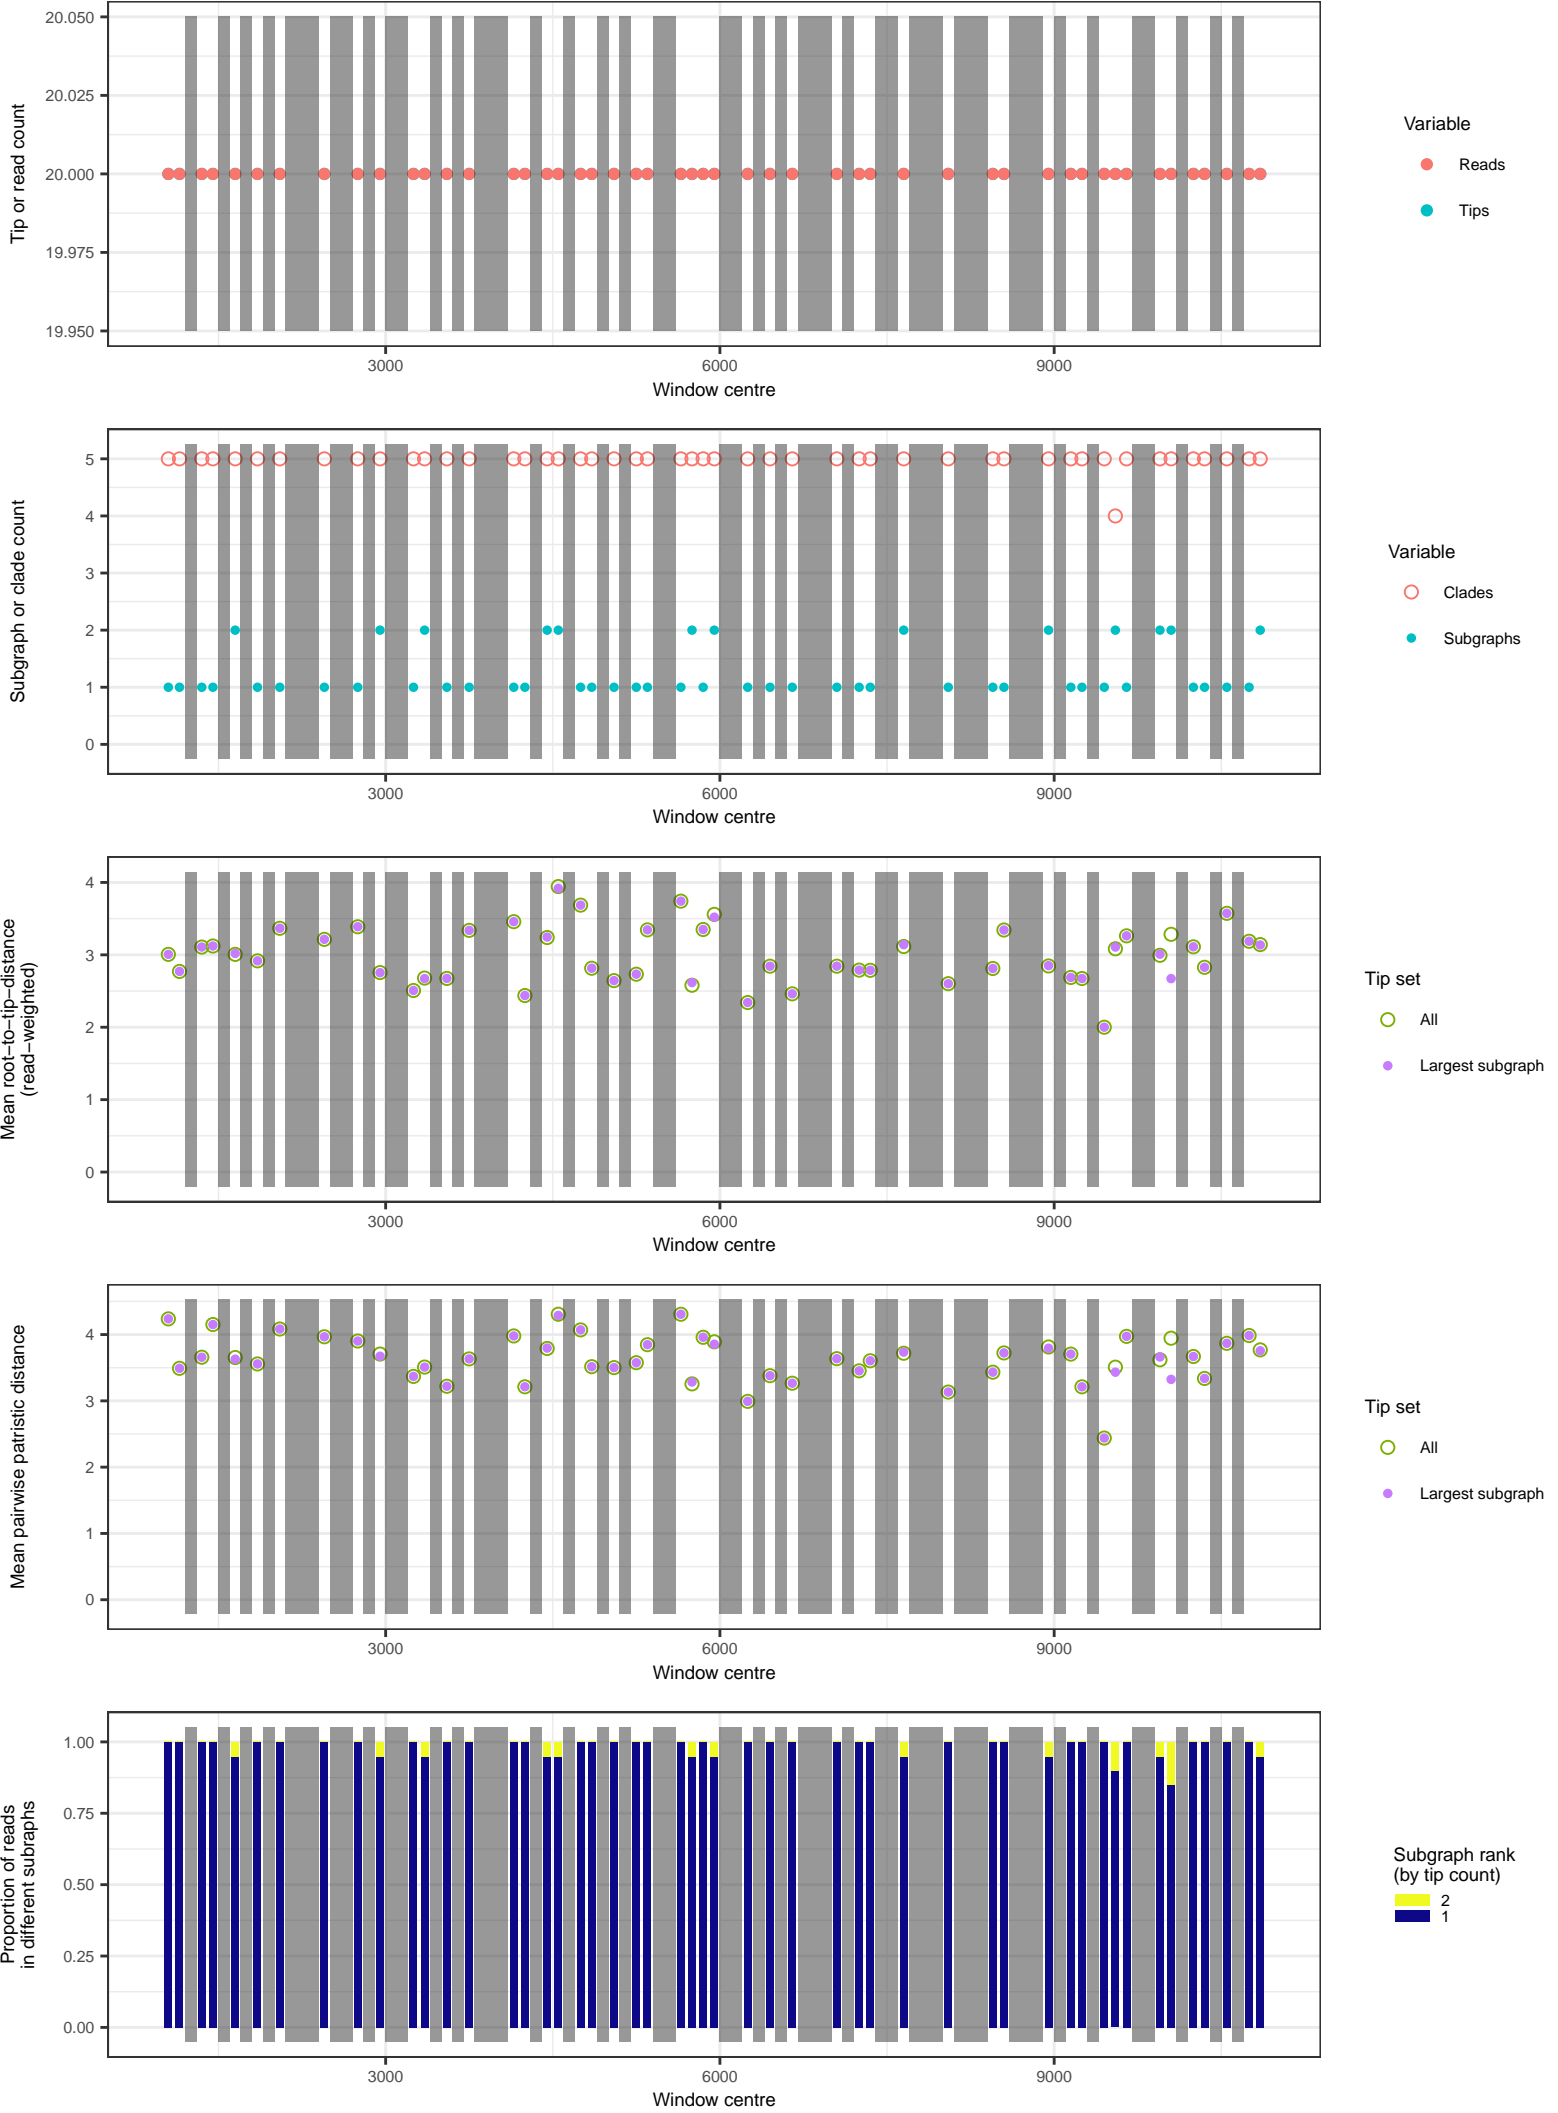 20.050
20.025
20.000
19.975
19.950
Tip or read count
3000
6000
9000
Window centre
Variable
Reads
Tips
5
4
3
2
1
0
Subgraph or clade count
3000
6000
9000
Window centre
Variable
Clades
Subgraphs
4
3
2
1
0
Mean root−to−tip−distance
(read−weighted)
3000
6000
9000
Window centre
Tip set
All
Largest subgraph
4
3
2
1
0
Mean pairwise patristic distance
3000
6000
9000
Window centre
Tip set
All
Largest subgraph
1.00
0.75
0.50
0.25
0.00
Proportion of reads
in different subraphs
3000
6000
9000
Window centre
Subgraph rank
(by tip count)
2
1